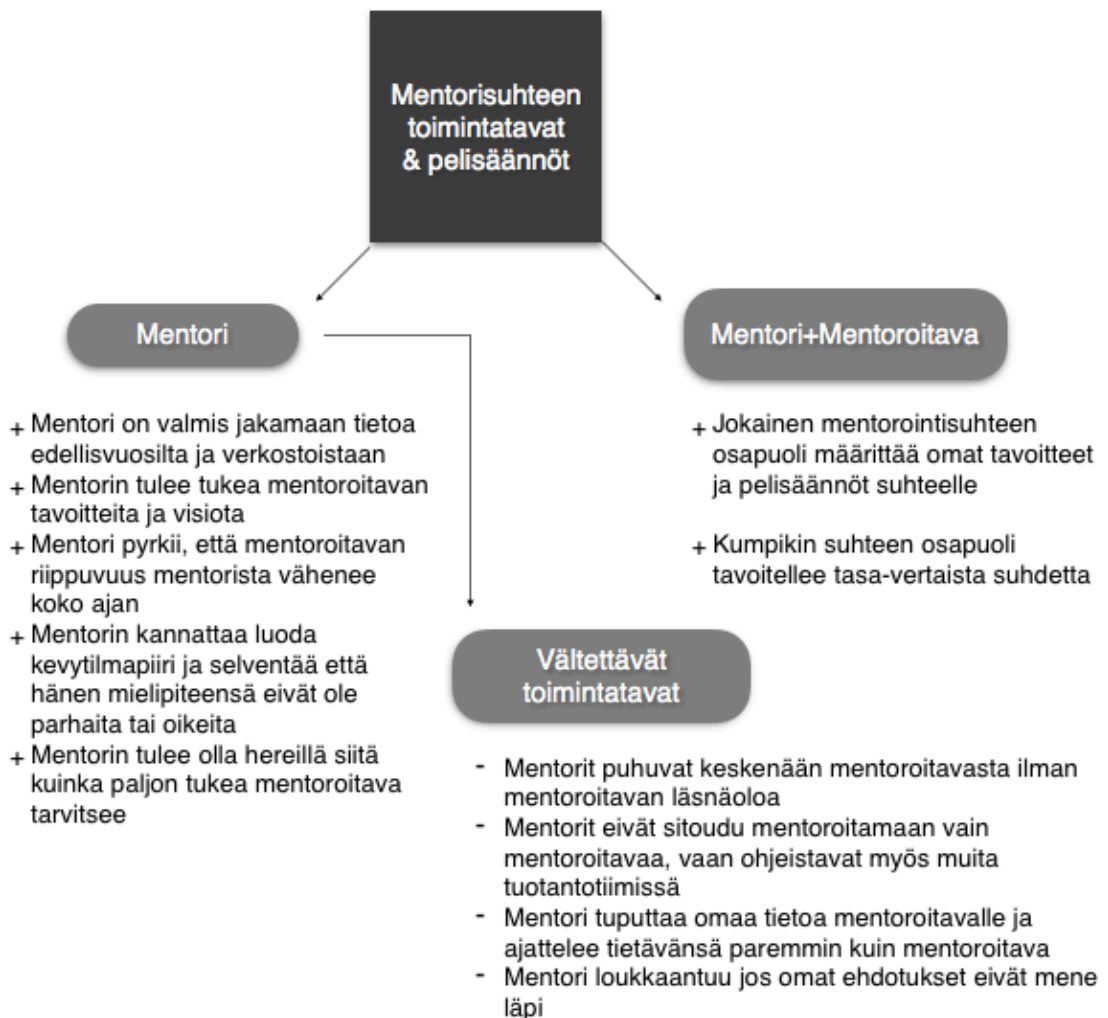 Mentorisuhteen
toimintatavat
& pelisäännöt
Mentori
+ Mentori on valmis jakamaan tietoa
edellisvuosilta ja verkostoistaan
+ Mentorin tulee tukea mentoroitavan
tavoitteita ja visiota
+ Mentori pyrkii, että mentoroitavan
riippuvuus mentorista vähenee
koko ajan
+ Mentorin kannattaa luoda
kevytilmapiiri ja selventää että
hänen mielipiteensä eivät ole
parhaita tai oikeita
+ Mentorin tulee olla hereillä siitä
kuinka paljon tukea mentoroitava
tarvitsee
Mentori+Mentoroitava
+ Jokainen mentorointisuhteen
osapuoli määrittää omat tavoitteet
ja pelisäännöt suhteelle
+ Kumpikin suhteen osapuoli
tavoitellee tasa-vertaista suhdetta
Vältettävät
toimintatavat
- Mentorit puhuvat keskenään mentoroitavasta ilman
mentoroitavan läsnäoloa
- Mentorit eivät sitoudu mentoroitamaan vain
mentoroitavaa, vaan ohjeistavat myös muita
tuotantotiimissä
- Mentori tuputtaa omaa tietoa mentoroitavalle ja
ajattelee tietävänsä paremmin kuin mentoroitava
- Mentori loukkaantuu jos omat ehdotukset eivät mene
läpi